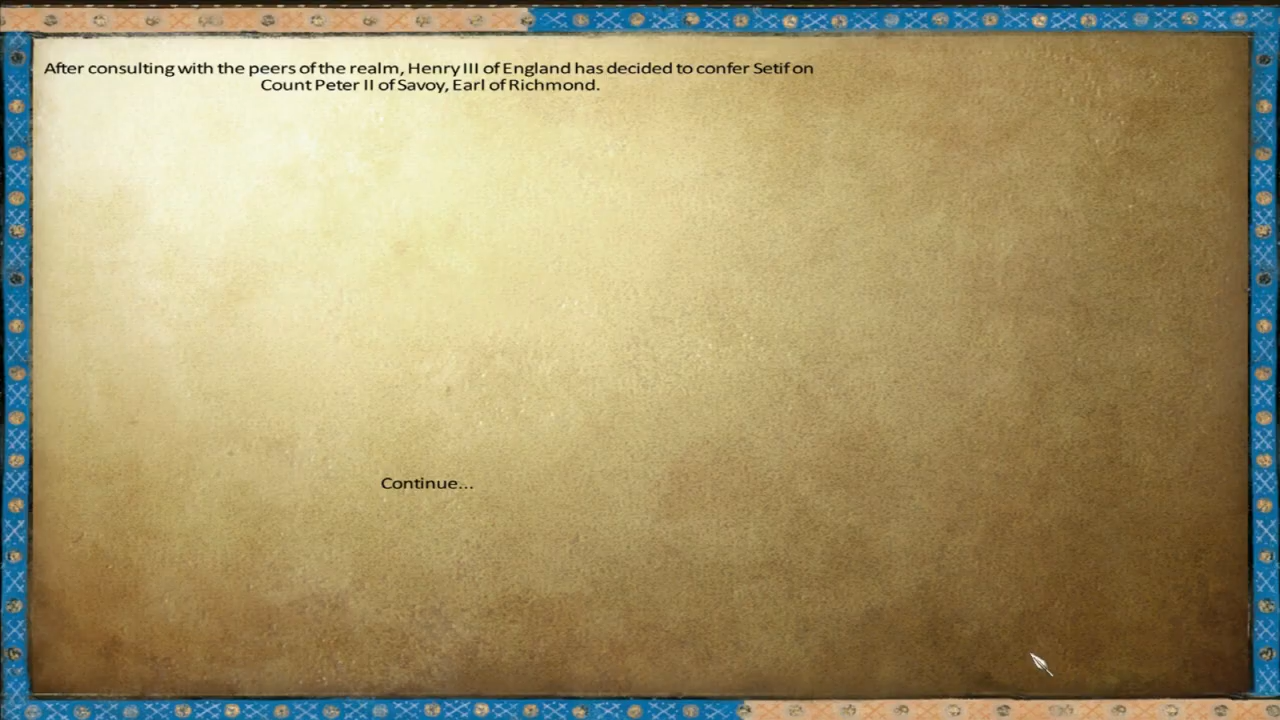 After consulting with the peers of the realm, Henry III of England has decided to confer Setif on
Count Peter II of Savoy, Earl of Richmond.
Continue...